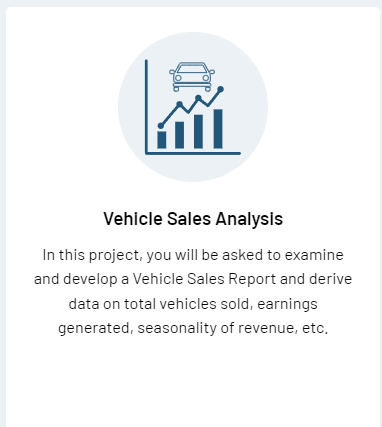 Vehicle Sales Analysis
In this project, you will be asked to examine
and develop a Vehicle Sales Report and derive
data on total vehicles sold, earnings
generated, seasonality of revenue, etc.